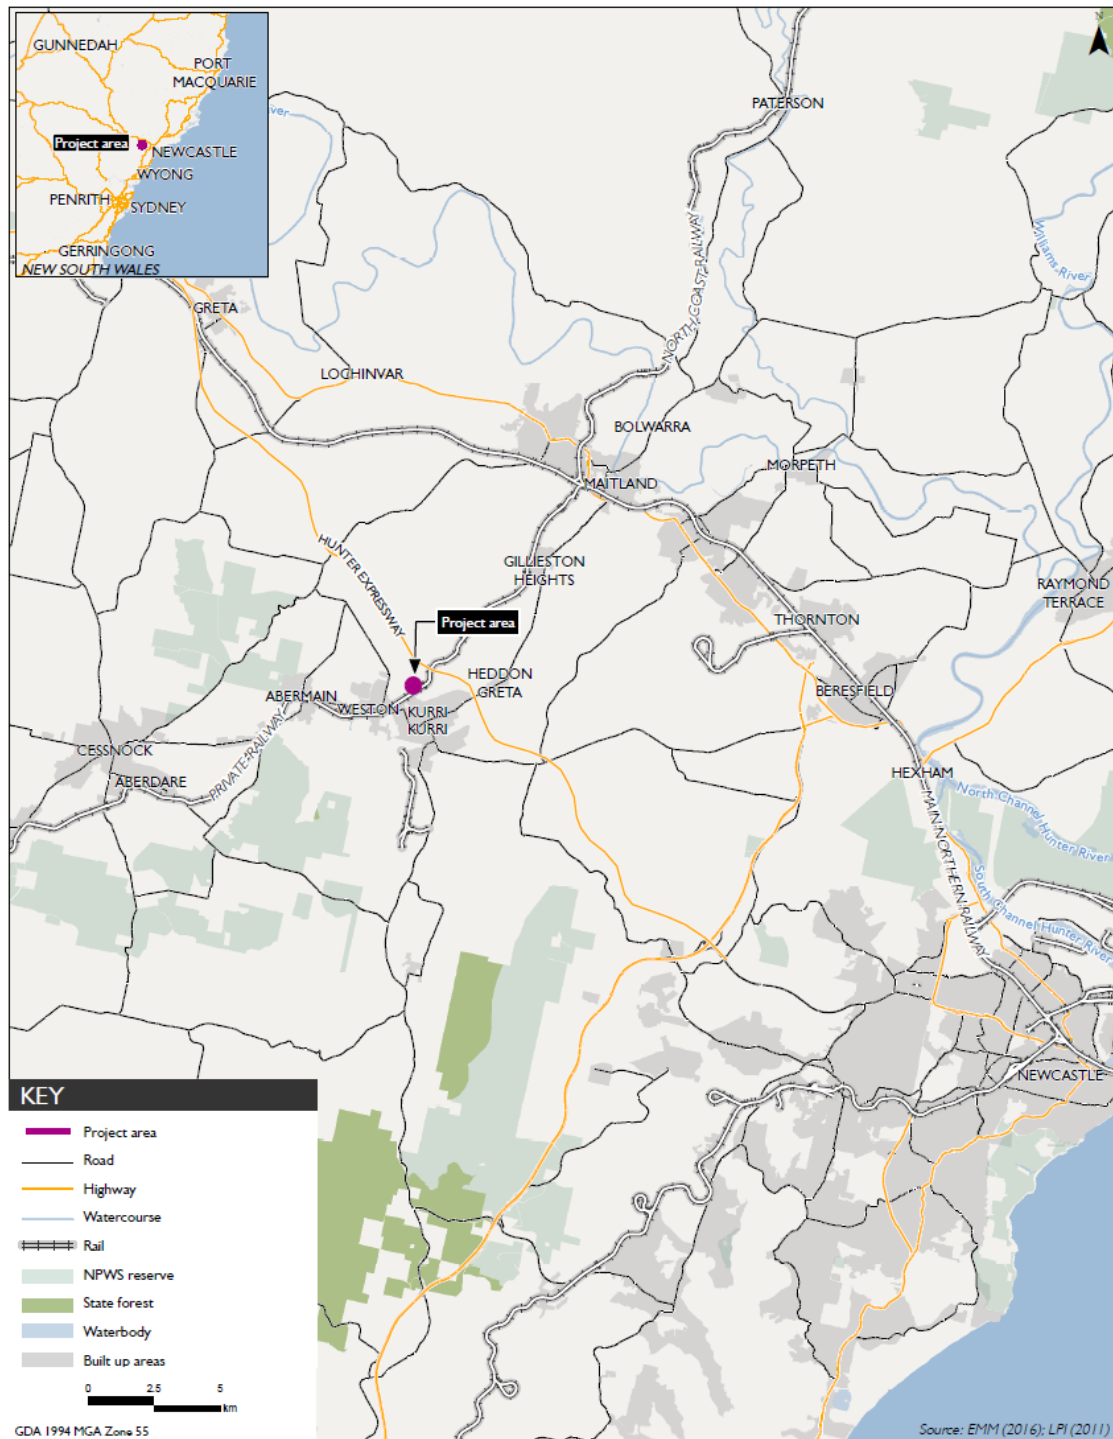 GUNNEDAH
PORT
MACQUARIE
Project area
NEWCASTLE
WYONG
PENRITH
SYDNEY
GERRINGONG
NEW SOUTH WALES
River
N
PATERSON
Williams River
NORTH COAST RAILWAY
GRETA
LOCHINVAR
BOLWARRA
MORPETH
MAITLAND
HUNTER EXPRESSWAY
GILLIESTON
HEIGHTS
RAYMOND
TERRACE
Project area
THORNTON
HEDDON
GRETA
BERESFIELD
ABERMAIN
WESTON
KURRI
KURRI
CESSNOCK
PRIVATE RAILWAY
ABERDARE
HEXHAM
North Channel Hunter River
MAIN NORTHERN RAILWAY
South Channel Hunter River
NEWCASTLE
KEY
Project area
Road
Highway
Watercourse
Rail
NPWS reserve
State forest
Waterbody
Built up areas
0 2.5 5
km
GDA 1994 MGA Zone 55
Source: EMM (2016); LPI (2011)